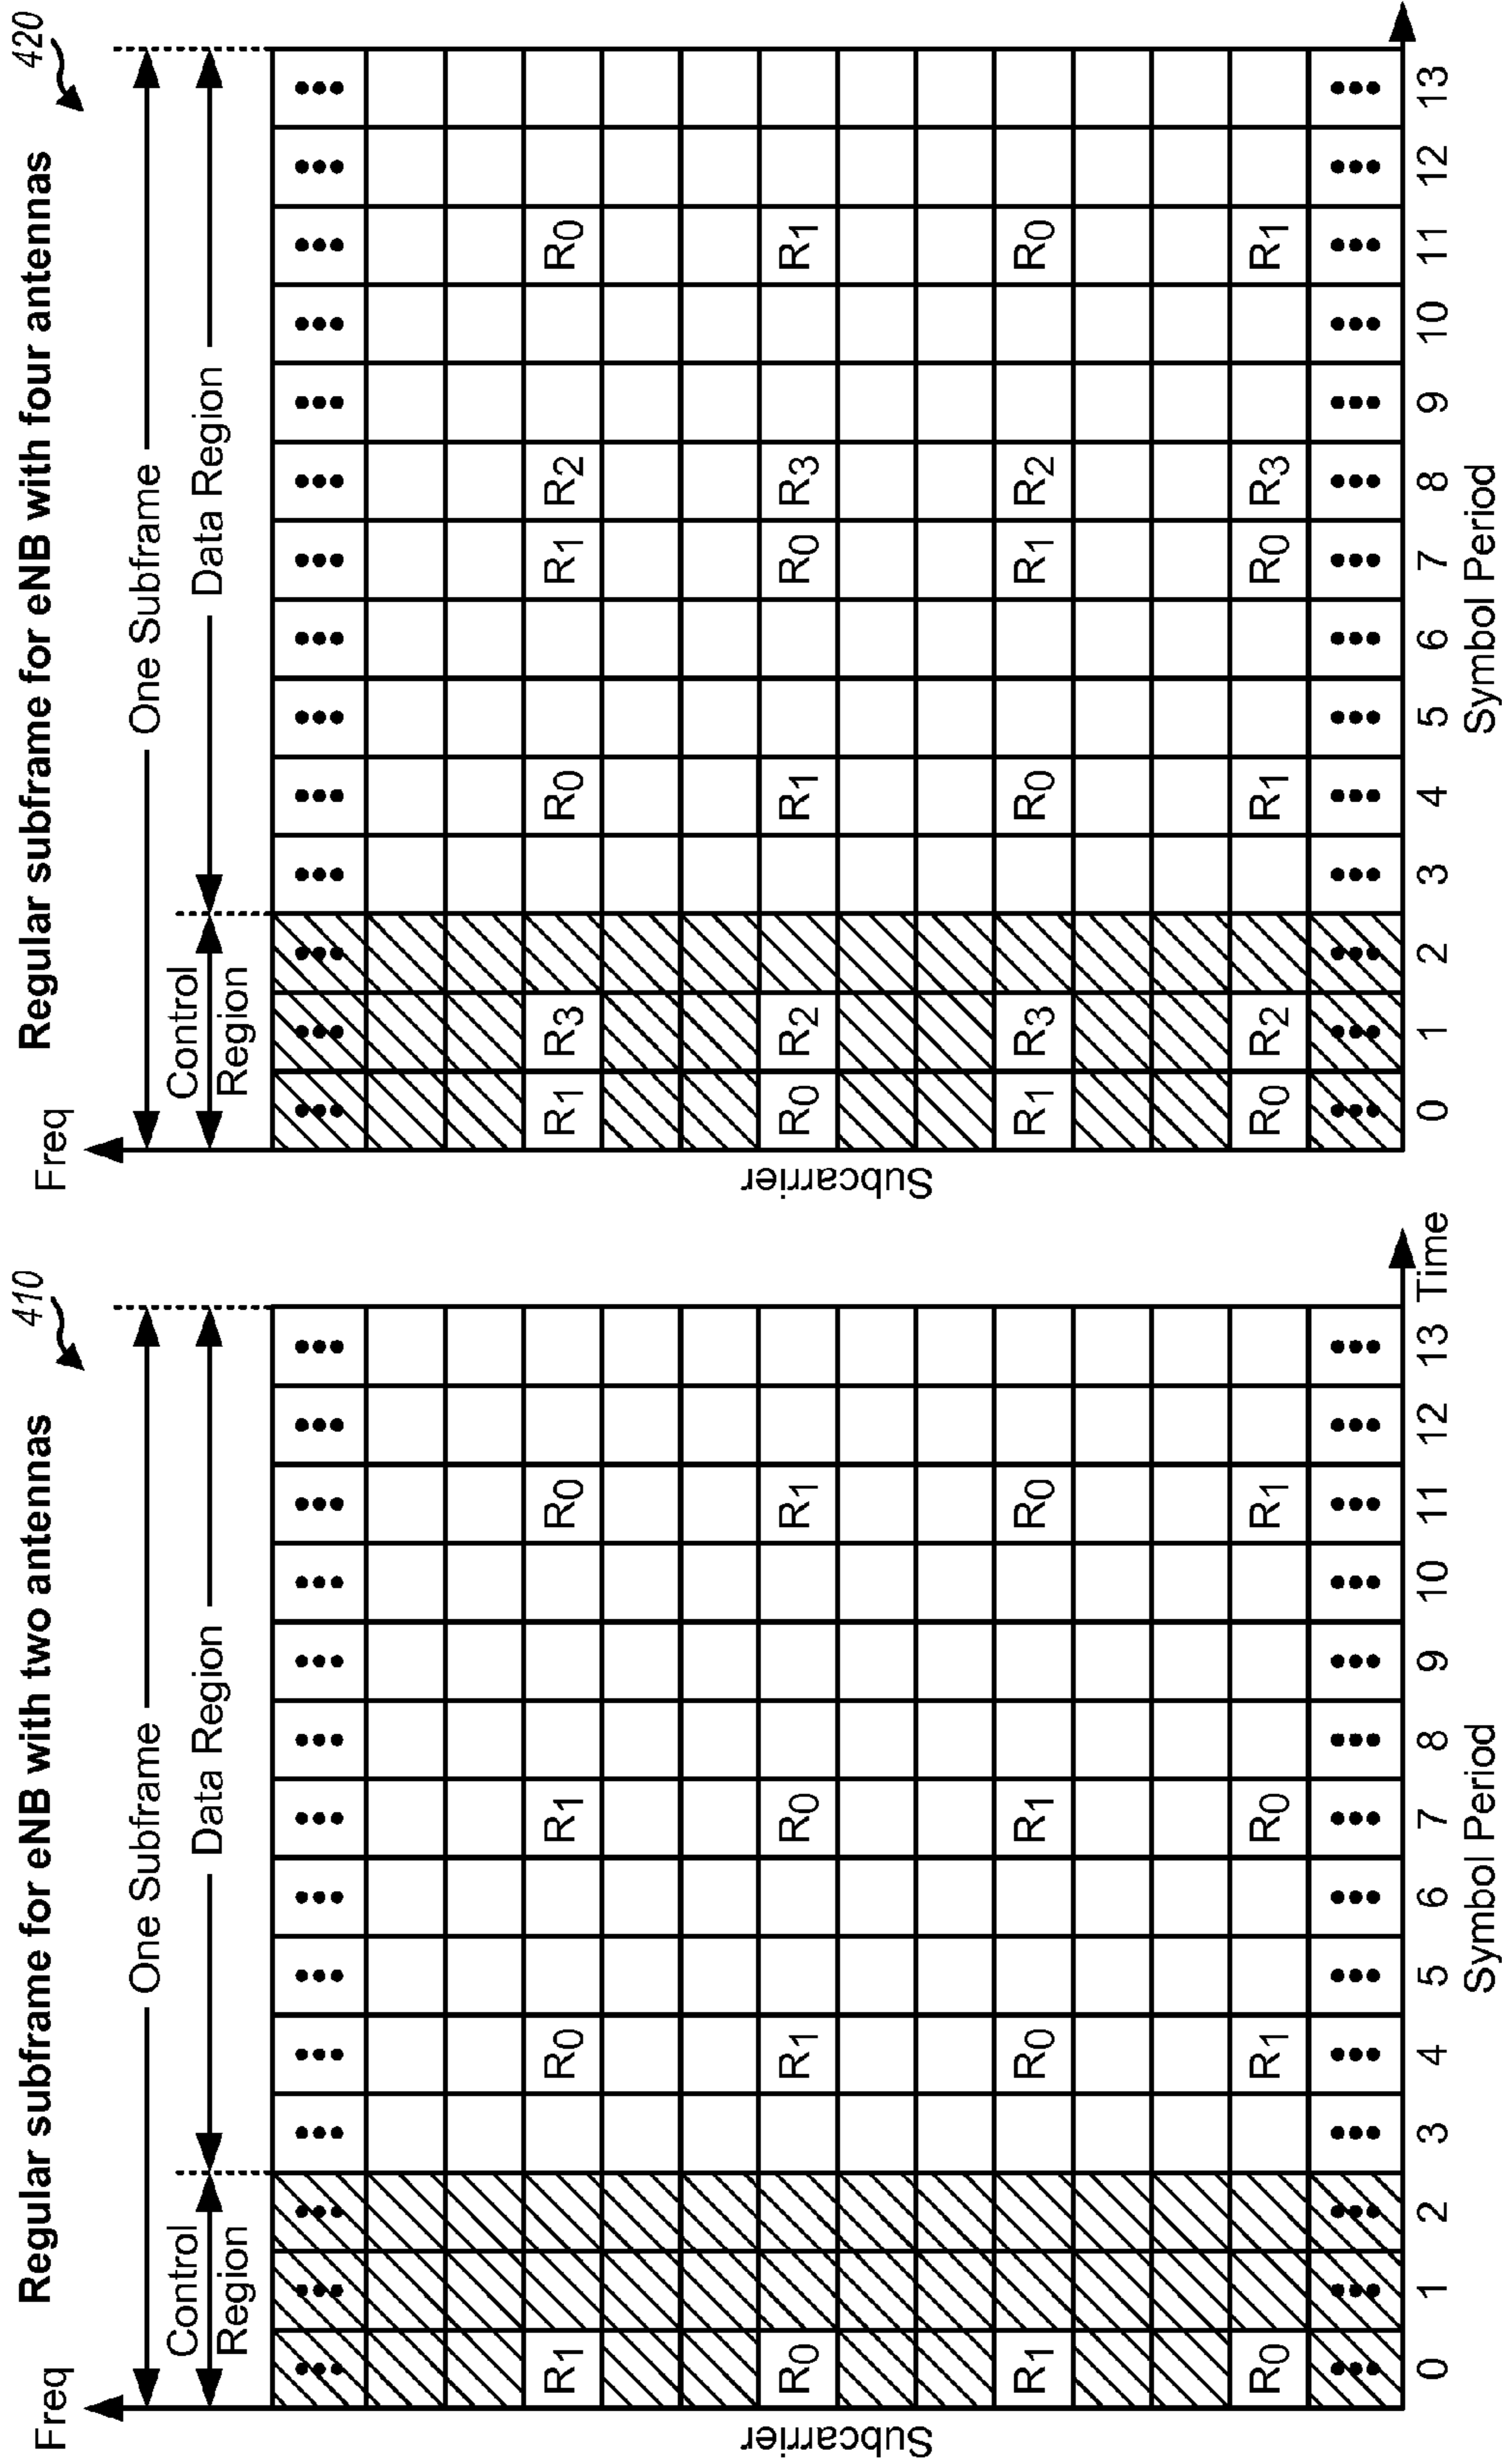 Regular subframe for eNB with two antennas
410
Freq
One Subframe
Control
Region
Data Region
R0 R1 R0 R1
R1 R0 R1 R0
R0 R1 R0 R1
R1 R0 R1 R0
Subcarrier
0 1 2 3 4 5 6 7 8 9 10 11 12 13
Time
Symbol Period
Regular subframe for eNB with four antennas
420
Freq
One Subframe
Control
Region
Data Region
R1 R3 R0 R1 R2 R0
R0 R2 R1 R0 R3 R1
R1 R3 R0 R1 R2 R0
R0 R2 R1 R0 R3 R1
Subcarrier
0 1 2 3 4 5 6 7 8 9 10 11 12 13
Symbol Period